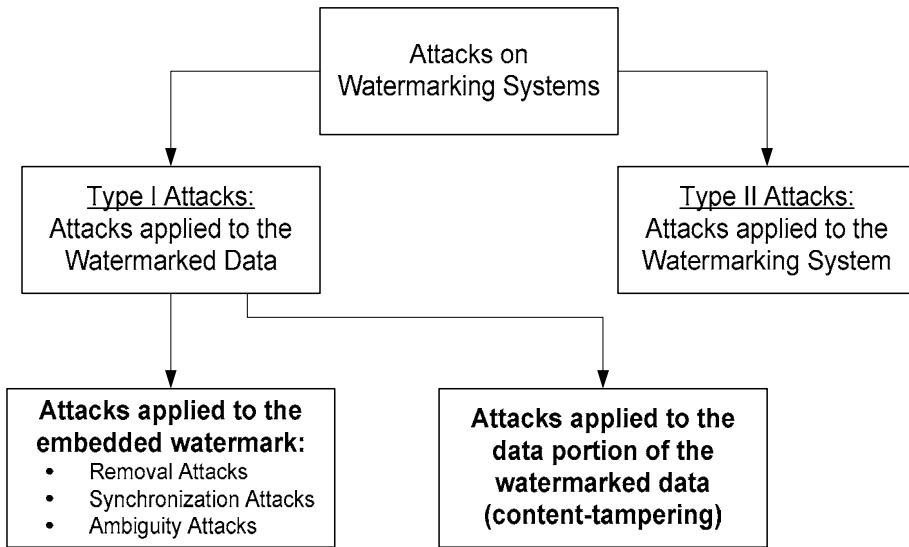 Attacks on
Watermarking Systems
Type I Attacks:
Attacks applied to the
Watermarked Data
Type II Attacks:
Attacks applied to the
Watermarking System
Attacks applied to the
embedded watermark:
• Removal Attacks
• Synchronization Attacks
• Ambiguity Attacks
Attacks applied to the
data portion of the
watermarked data
(content-tampering)